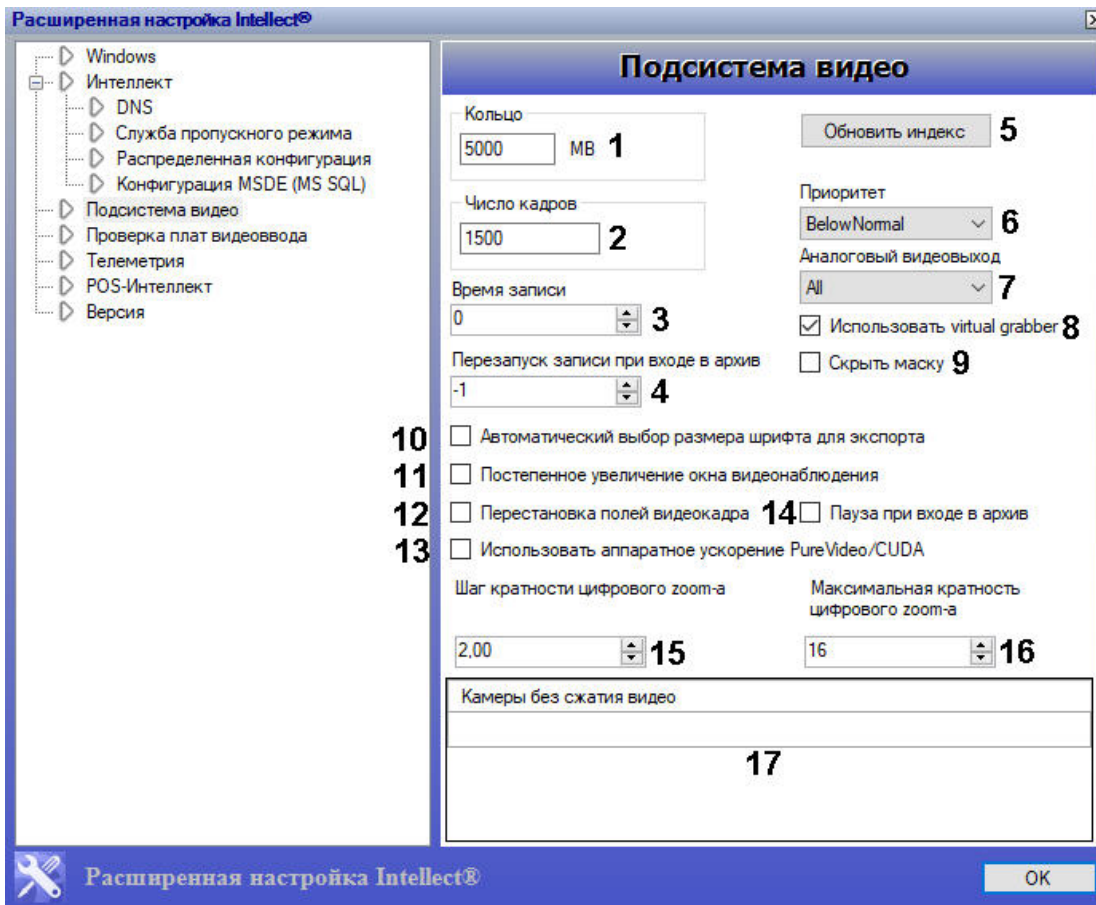 Расширенная настройка Intellect®
Windows
Интеллект
DNS
Служба пропускного режима
Распределенная конфигурация
Конфигурация MSDE (MS SQL)
Подсистема видео
Проверка плат видеоввода
Телеметрия
POS-Интеллект
Версия
Подсистема видео
Кольцо
5000 MB 1
Обновить индекс 5
Число кадров
1500 2
Приоритет
BelowNormal 6
Аналоговый видеовыход
All 7
Время записи
0 3
Использовать virtual grabber 8
Перезапуск записи при входе в архив
-1 4
Скрыть маску 9
10 Автоматический выбор размера шрифта для экспорта
11 Постепенное увеличение окна видеонаблюдения
12 Перестановка полей видеокадра 14 Пауза при входе в архив
13 Использовать аппаратное ускорение PureVideo/CUDA
Шаг кратности цифрового zoom-а
2,00 15
Максимальная кратность
цифрового zoom-а
16 16
Камеры без сжатия видео
17
Расширенная настройка Intellect®
OK